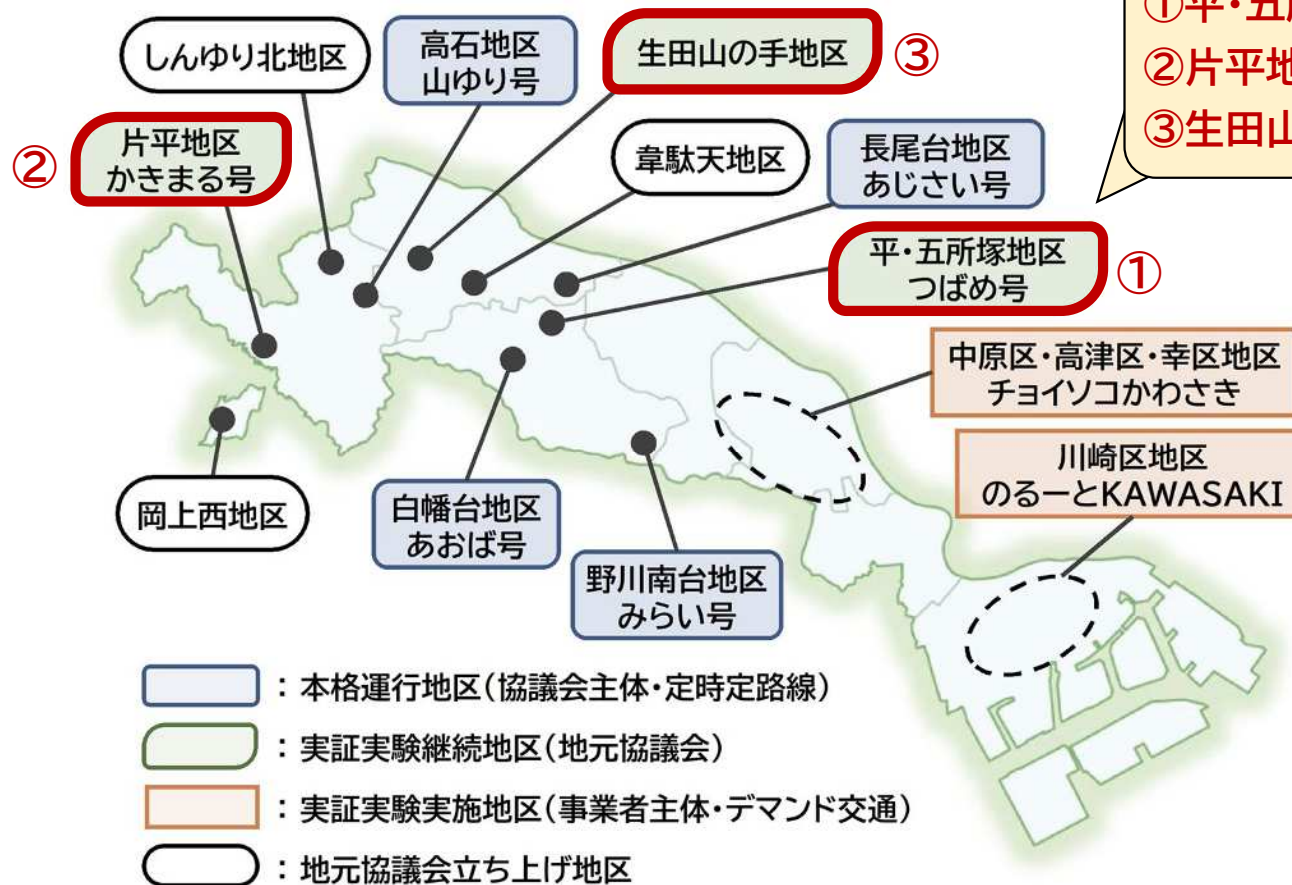 ①平・五
②片平地
③生田山
しんゆり北地区
高石地区
山ゆり号
生田山の手地区
③
②
片平地区
かきまる号
韋駄天地区
長尾台地区
あじさい号
平・五所塚地区
つばめ号
①
中原区・高津区・幸区地区
チョイソコかわさき
川崎区地区
のるーとKAWASAKI
岡上西地区
白幡台地区
あおば号
野川南台地区
みらい号
：本格運行地区(協議会主体・定時定路線)
：実証実験継続地区(地元協議会)
：実証実験実施地区(事業者主体・デマンド交通)
：地元協議会立ち上げ地区